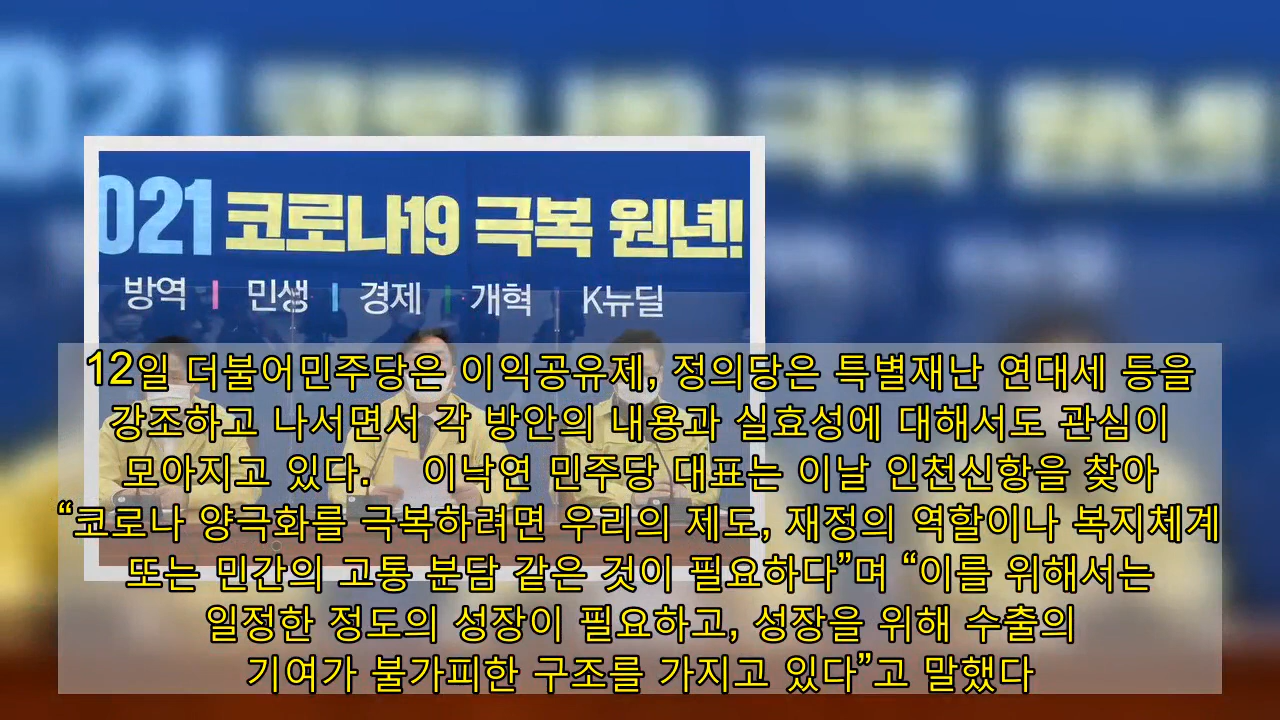 021 코로나19 극복 원년!
방역 | 민생 | 경제 | 개혁 | K뉴딜
12일 더불어민주당은 이익공유제, 정의당은 특별재난 연대세 등을
강조하고 나서면서 각 방안의 내용과 실효성에 대해서도 관심이
모아지고 있다. 이낙연 민주당 대표는 이날 인천신항을 찾아
“코로나 양극화를 극복하려면 우리의 제도, 재정의 역할이나 복지체계
또는 민간의 고통 분담 같은 것이 필요하다”며 “이를 위해서는
일정한 정도의 성장이 필요하고, 성장을 위해 수출의
기여가 불가피한 구조를 가지고 있다”고 말했다